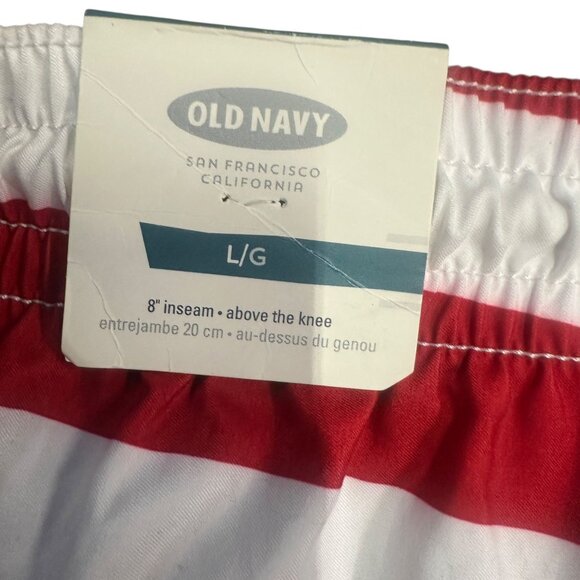 OLD NAVY
SAN FRANCISCO
CALIFORNIA
L/G
8" inseam • above the knee
entrejambe 20 cm • au-dessus du genou